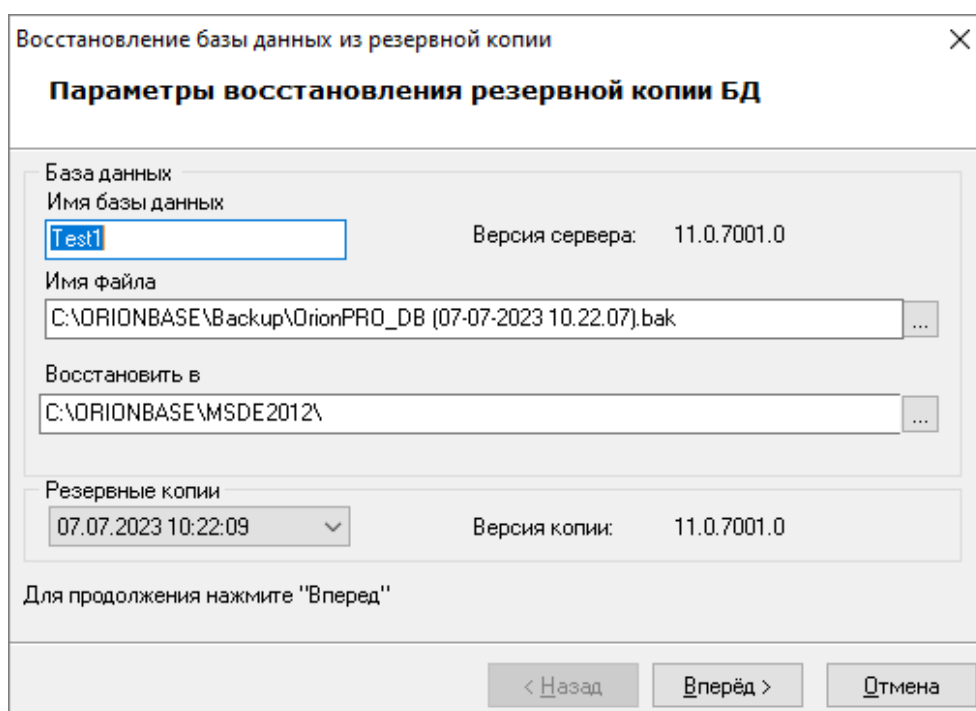 Восстановление базы данных из резервной копии
Параметры восстановления резервной копии БД
База данных
Имя базы данных
Test1
Версия сервера: 11.0.7001.0
Имя файла
C:\ORIONBASE\Backup\OrionPRO_DB (07-07-2023 10.22.07).bak
...
Восстановить в
C:\ORIONBASE\MSDE2012\
...
Резервные копии
07.07.2023 10:22:09
Версия копии: 11.0.7001.0
Для продолжения нажмите "Вперед"
< Назад
Вперёд >
Отмена